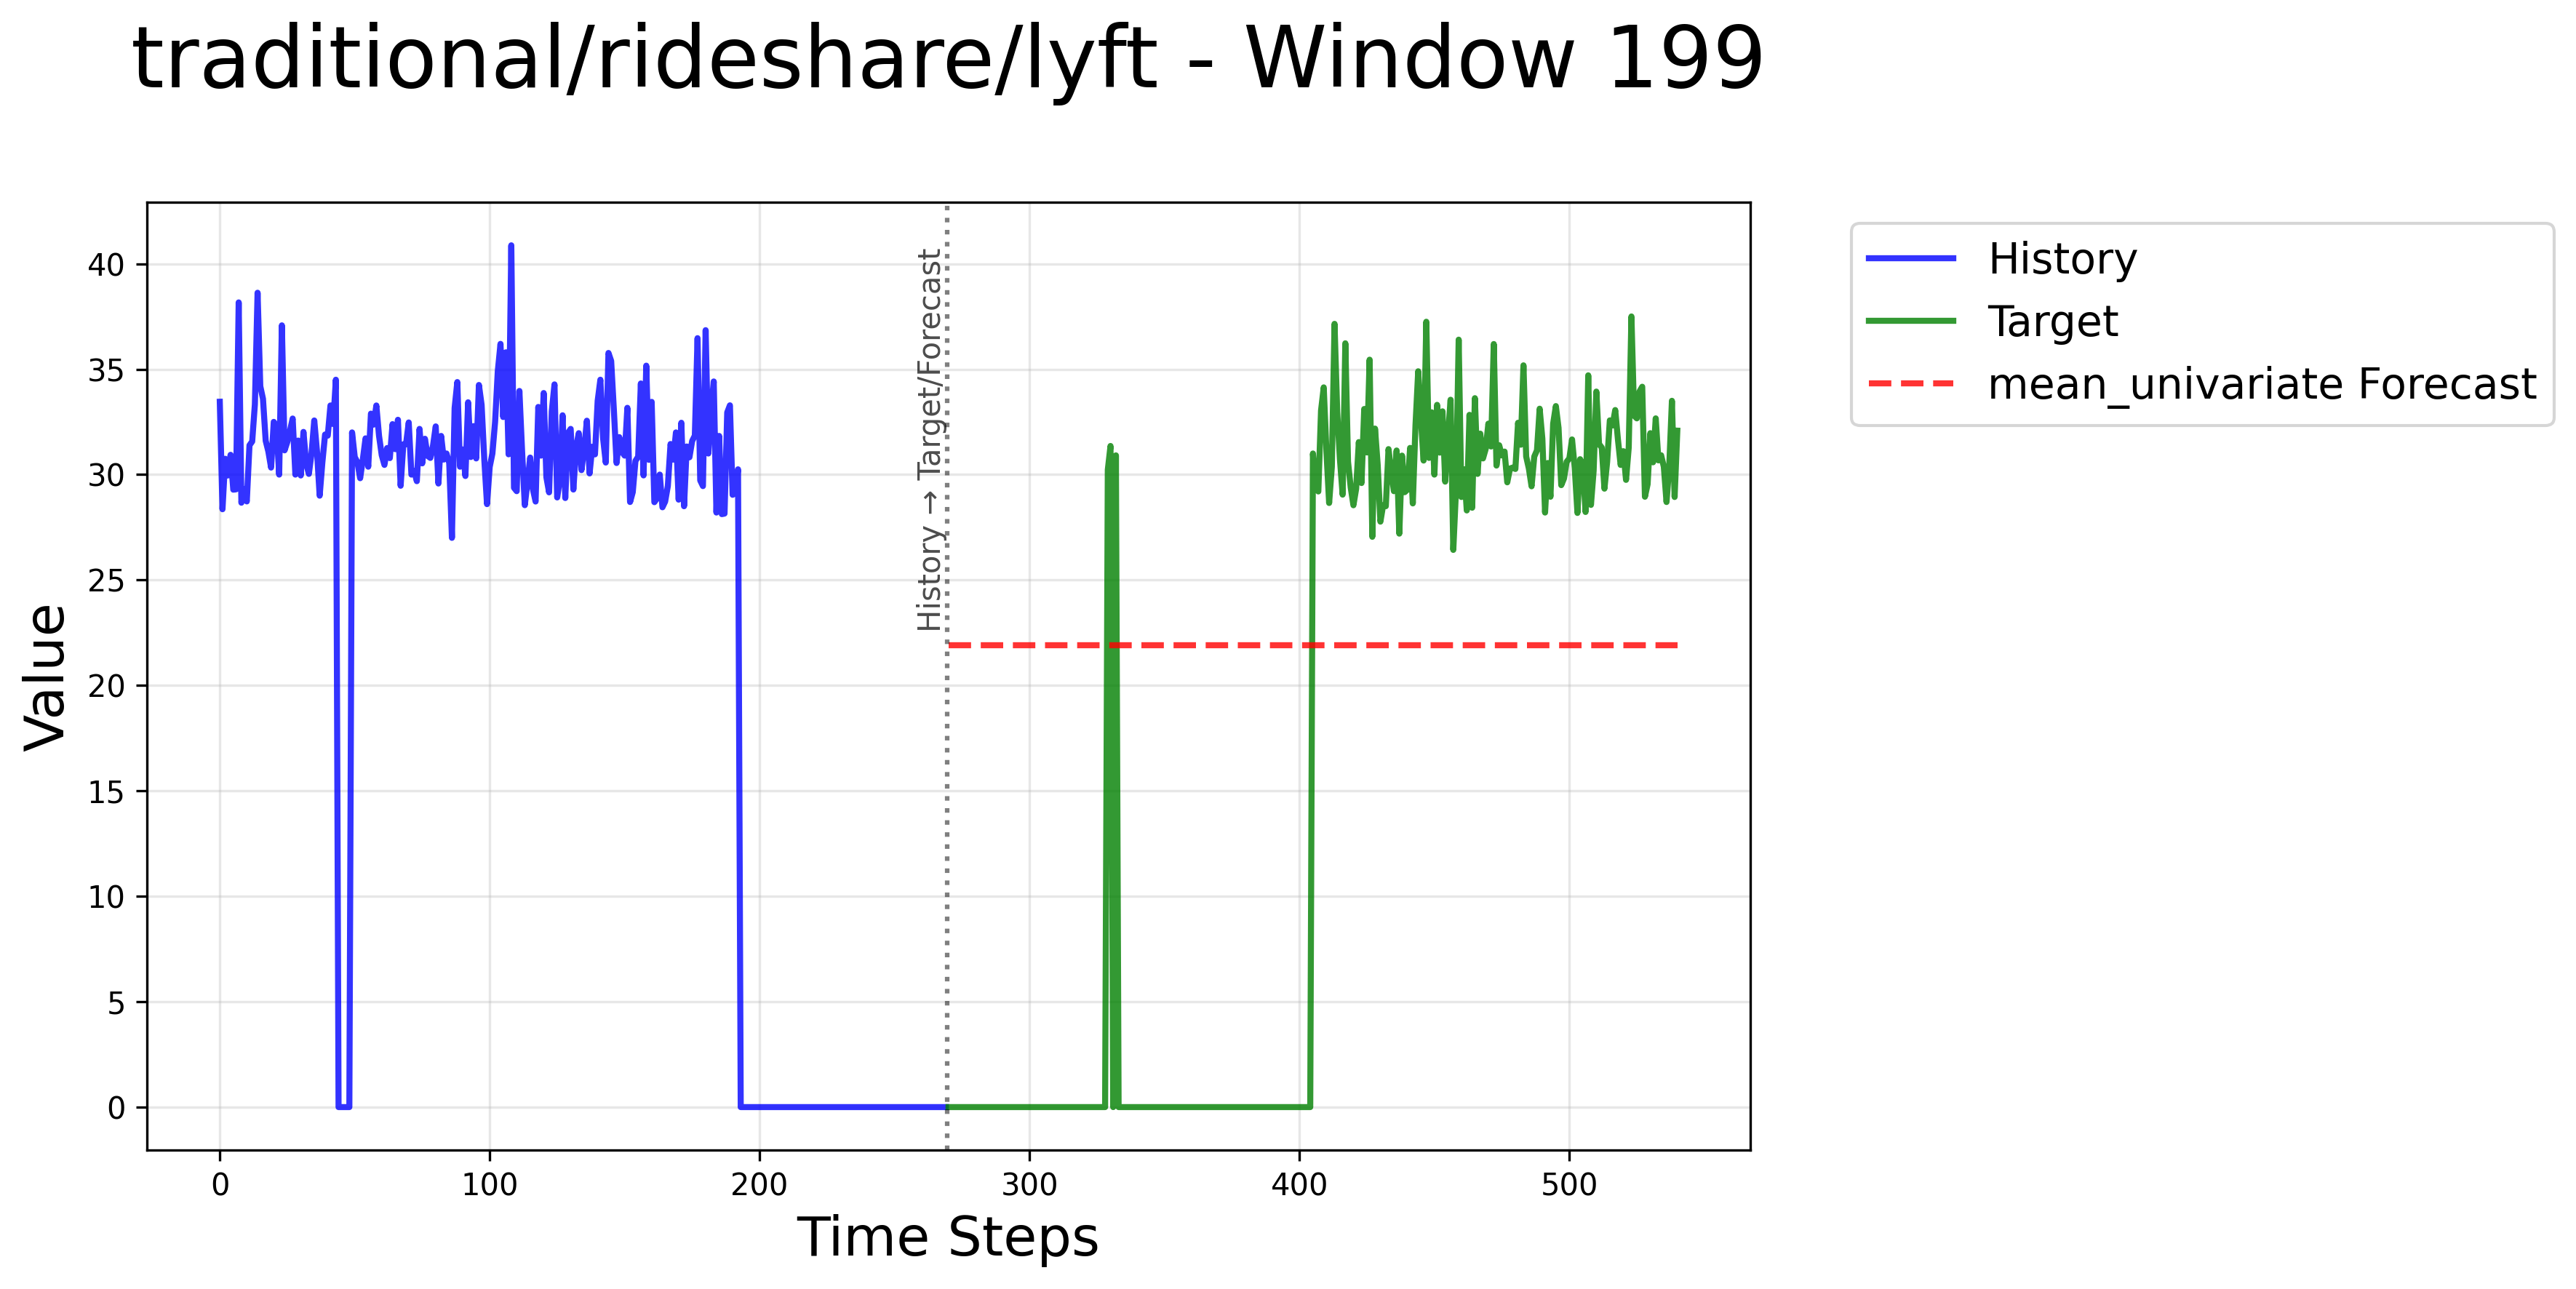 traditional/rideshare/lyft - Window 199
History
Target
mean_univariate Forecast
History → Target/Forecast
Value
40
35
30
25
20
15
10
5
0
0
100
200
300
400
500
Time Steps